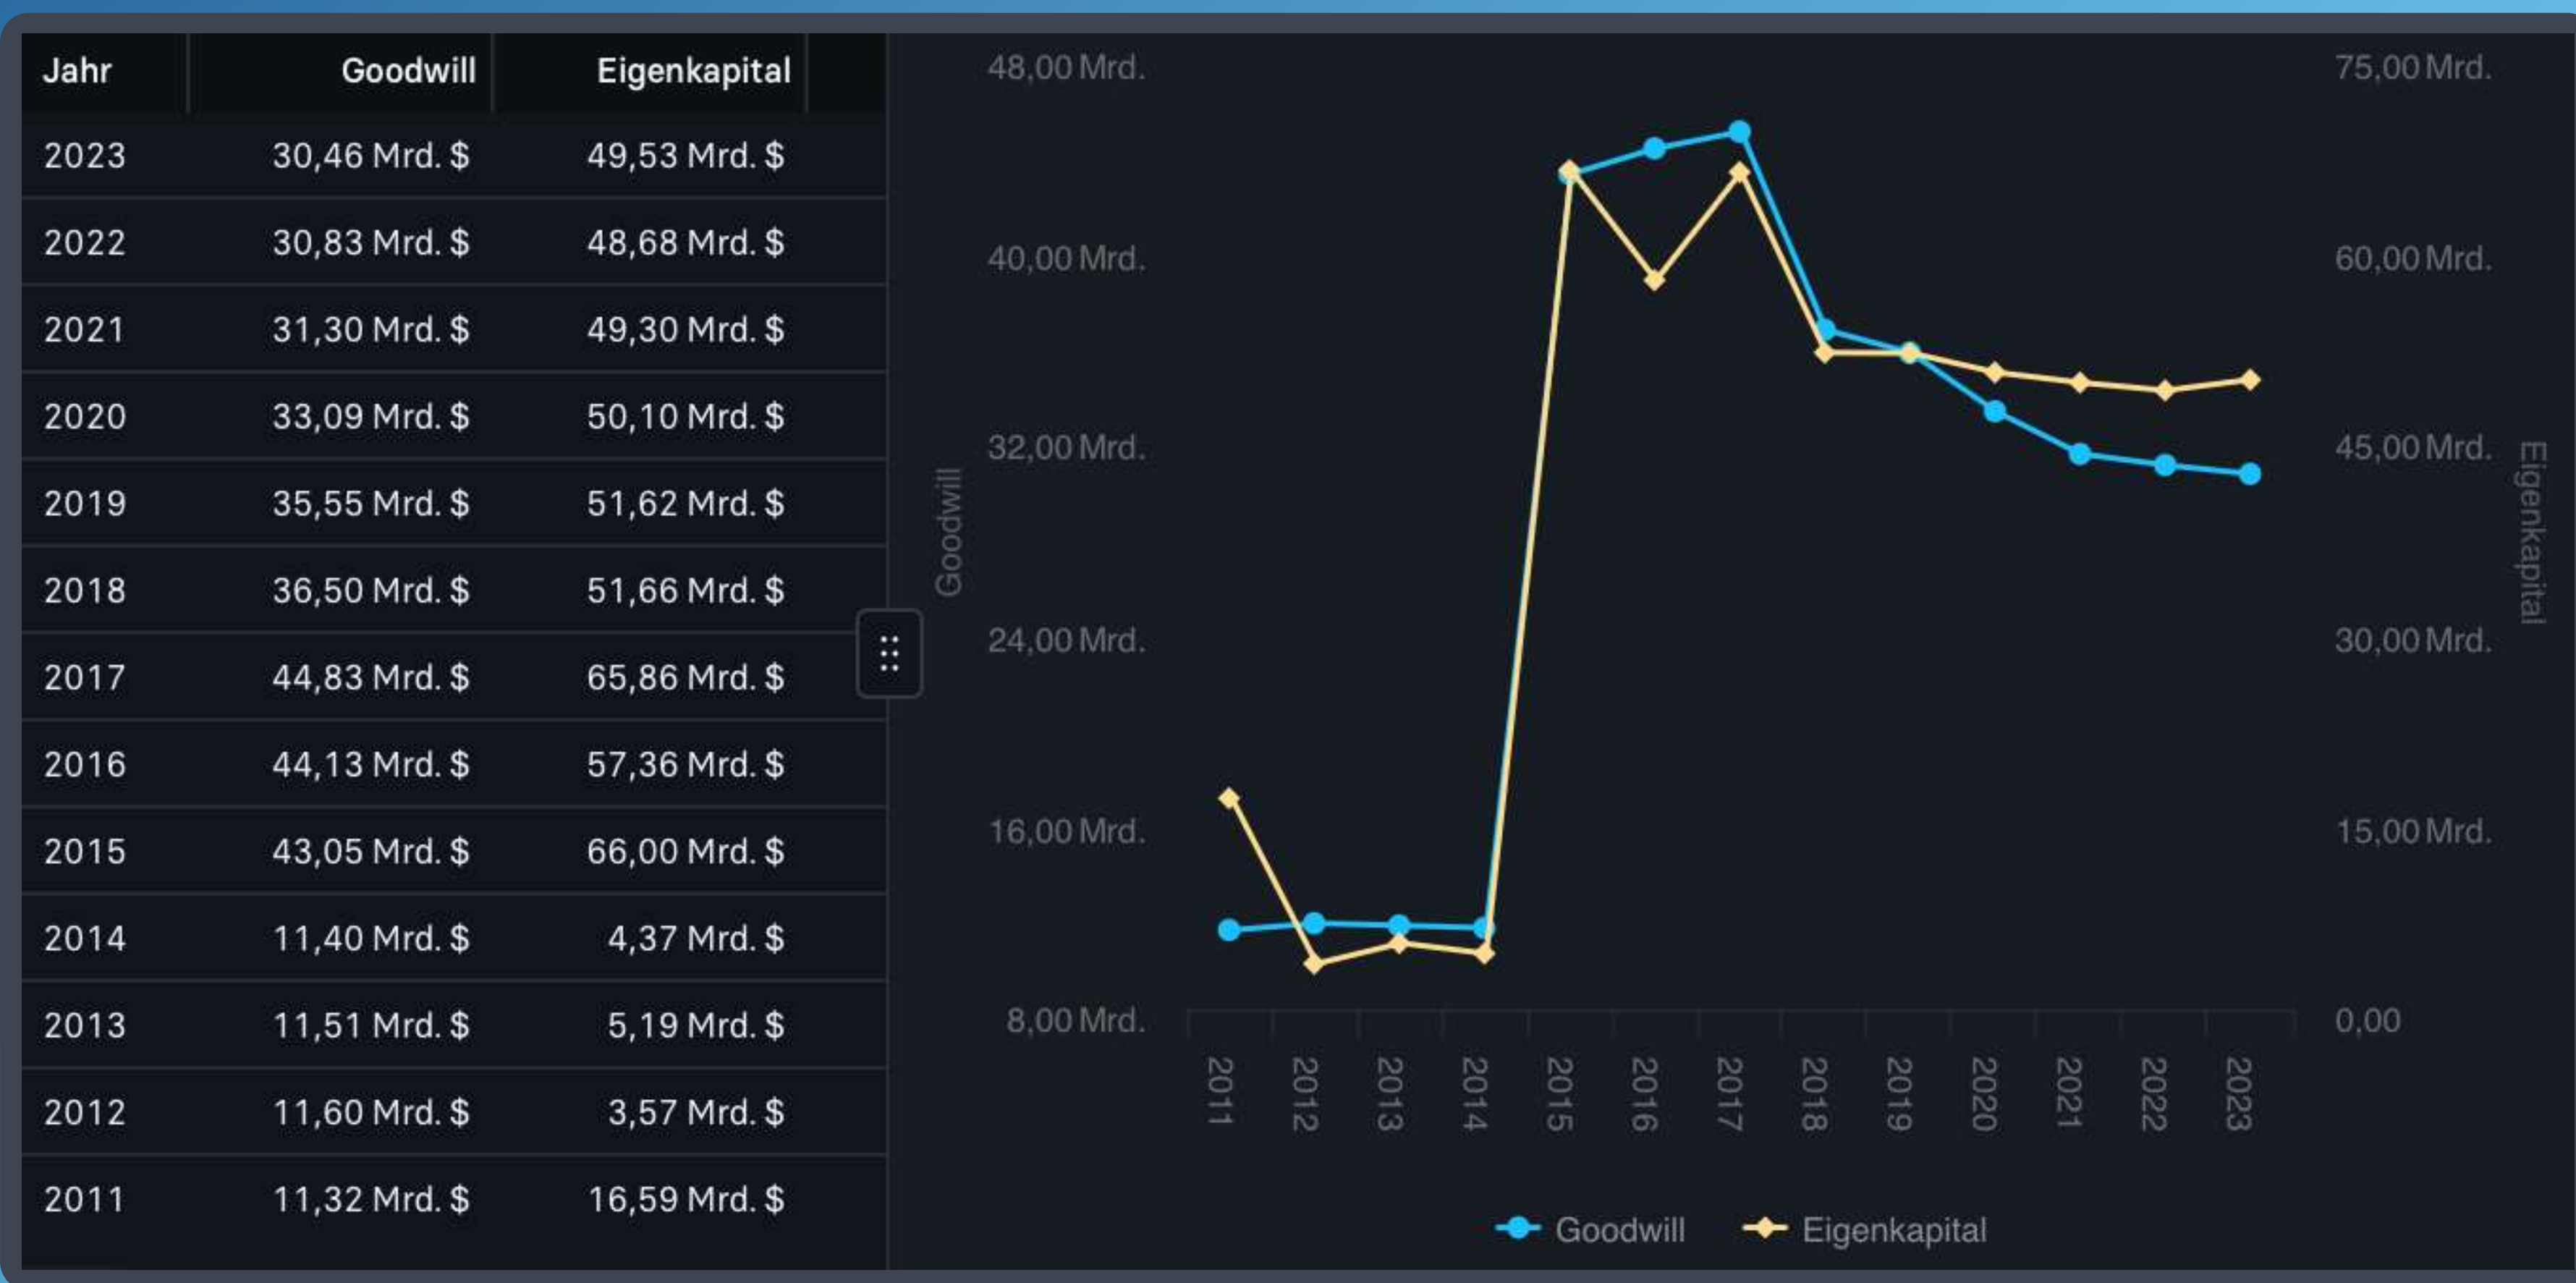 Jahr Goodwill Eigenkapital
2023 30,46 Mrd. $ 49,53 Mrd. $
2022 30,83 Mrd. $ 48,68 Mrd. $
2021 31,30 Mrd. $ 49,30 Mrd. $
2020 33,09 Mrd. $ 50,10 Mrd. $
2019 35,55 Mrd. $ 51,62 Mrd. $
2018 36,50 Mrd. $ 51,66 Mrd. $
2017 44,83 Mrd. $ 65,86 Mrd. $
2016 44,13 Mrd. $ 57,36 Mrd. $
2015 43,05 Mrd. $ 66,00 Mrd. $
2014 11,40 Mrd. $ 4,37 Mrd. $
2013 11,51 Mrd. $ 5,19 Mrd. $
2012 11,60 Mrd. $ 3,57 Mrd. $
2011 11,32 Mrd. $ 16,59 Mrd. $
Goodwill
48,00 Mrd.
40,00 Mrd.
32,00 Mrd.
24,00 Mrd.
16,00 Mrd.
8,00 Mrd.
75,00 Mrd.
60,00 Mrd.
45,00 Mrd.
30,00 Mrd.
15,00 Mrd.
0,00
Eigenkapital
2011
2012
2013
2014
2015
2016
2017
2018
2019
2020
2021
2022
2023
Goodwill Eigenkapital